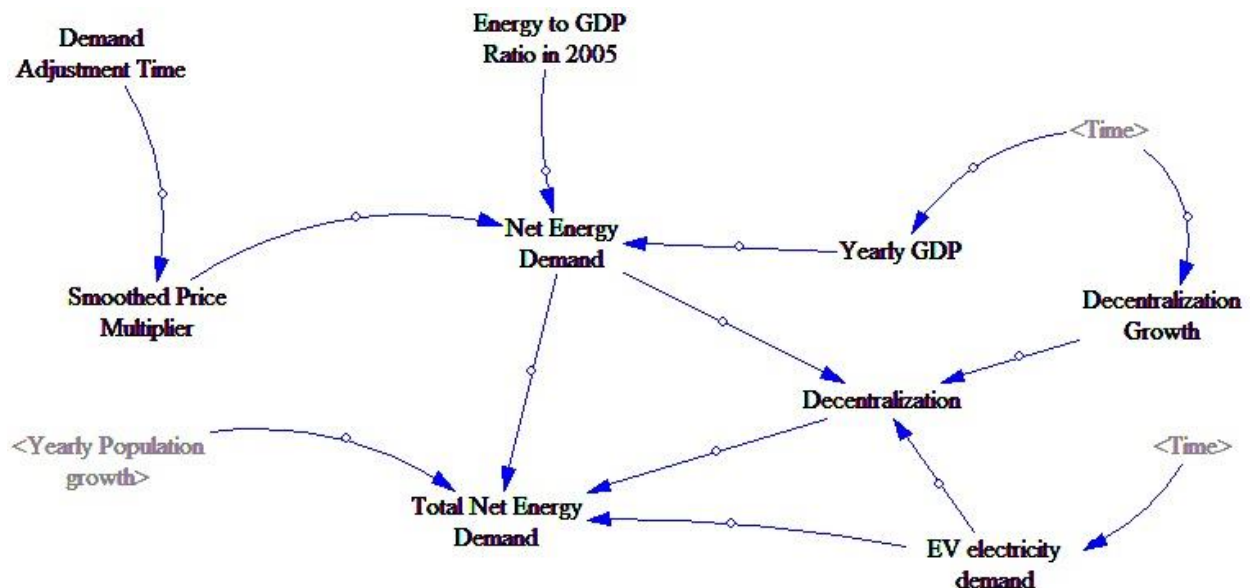 Demand
Adjustment Time
Energy to GDP
Ratio in 2005
<Time>
Net Energy
Demand
Yearly GDP
Smoothed Price
Multiplier
Decentralization
Growth
Decentralization
<Yearly Population
growth>
<Time>
Total Net Energy
Demand
EV electricity
demand